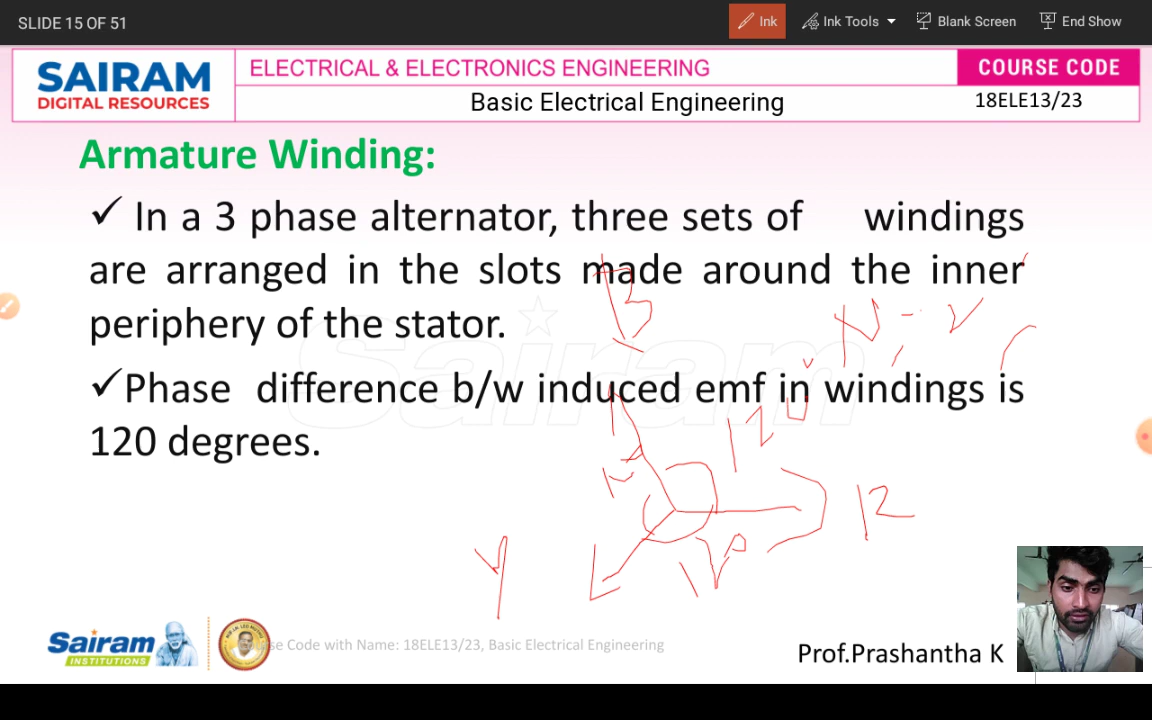 SLIDE 15 OF 51
Ink
Ink Tools
Blank Screen
End Show
SAIRAM
DIGITAL RESOURCES
ELECTRICAL & ELECTRONICS ENGINEERING
COURSE CODE
Basic Electrical Engineering
18ELE13/23
Armature Winding:
✓ In a 3 phase alternator, three sets of windings
are arranged in the slots made around the inner
periphery of the stator.
✓Phase difference b/w induced emf in windings is
120 degrees.
B
120
R
Y
120
Sairam
Sairam
INSTITUTIONS
se Code with Name: 18ELE13/23, Basic Electrical Engineering
Prof.Prashantha K